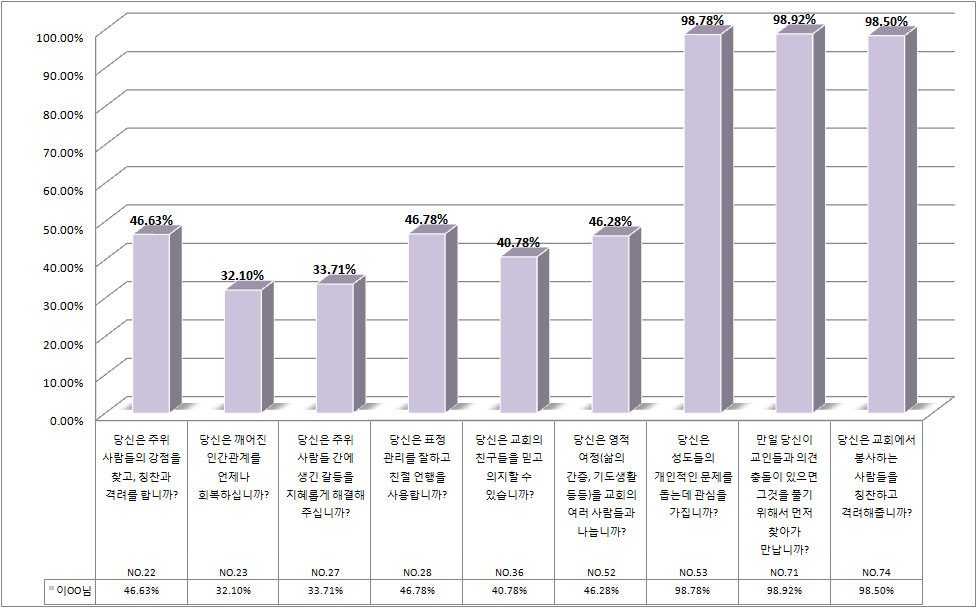 100.00%
90.00%
80.00%
70.00%
60.00%
50.00%
40.00%
30.00%
20.00%
10.00%
0.00%
46.63%
32.10%
33.71%
46.78%
40.78%
46.28%
98.78%
98.92%
98.50%
당신은 주위
사람들의 강점을
찾고, 칭찬과
격려를 합니까?
NO.22
당신은 깨어진
인간관계를
언제나
회복하십니까?
NO.23
당신은 주위
사람들 간에
생긴 갈등을
지혜롭게 해결해
주십니까?
NO.27
당신은 표정
관리를 잘하고
친절 언행을
사용합니까?
NO.28
당신은 교회의
친구들을 믿고
의지할 수
있습니까?
NO.36
당신은 영적
여정(삶의
간증, 기도생활
등등)을 교회의
여러 사람들과
나눕니까?
NO.52
당신은
성도들의
개인적인 문제를
돕는데 관심을
가집니까?
NO.53
만일 당신이
교인들과 의견
충돌이 있으면
그것을 풀기
위해서 먼저
찾아가
만납니까?
NO.71
당신은 교회에서
봉사하는
사람들을
칭찬하고
격려해줍니까?
NO.74
이OO님 46.63% 32.10% 33.71% 46.78% 40.78% 46.28% 98.78% 98.92% 98.50%